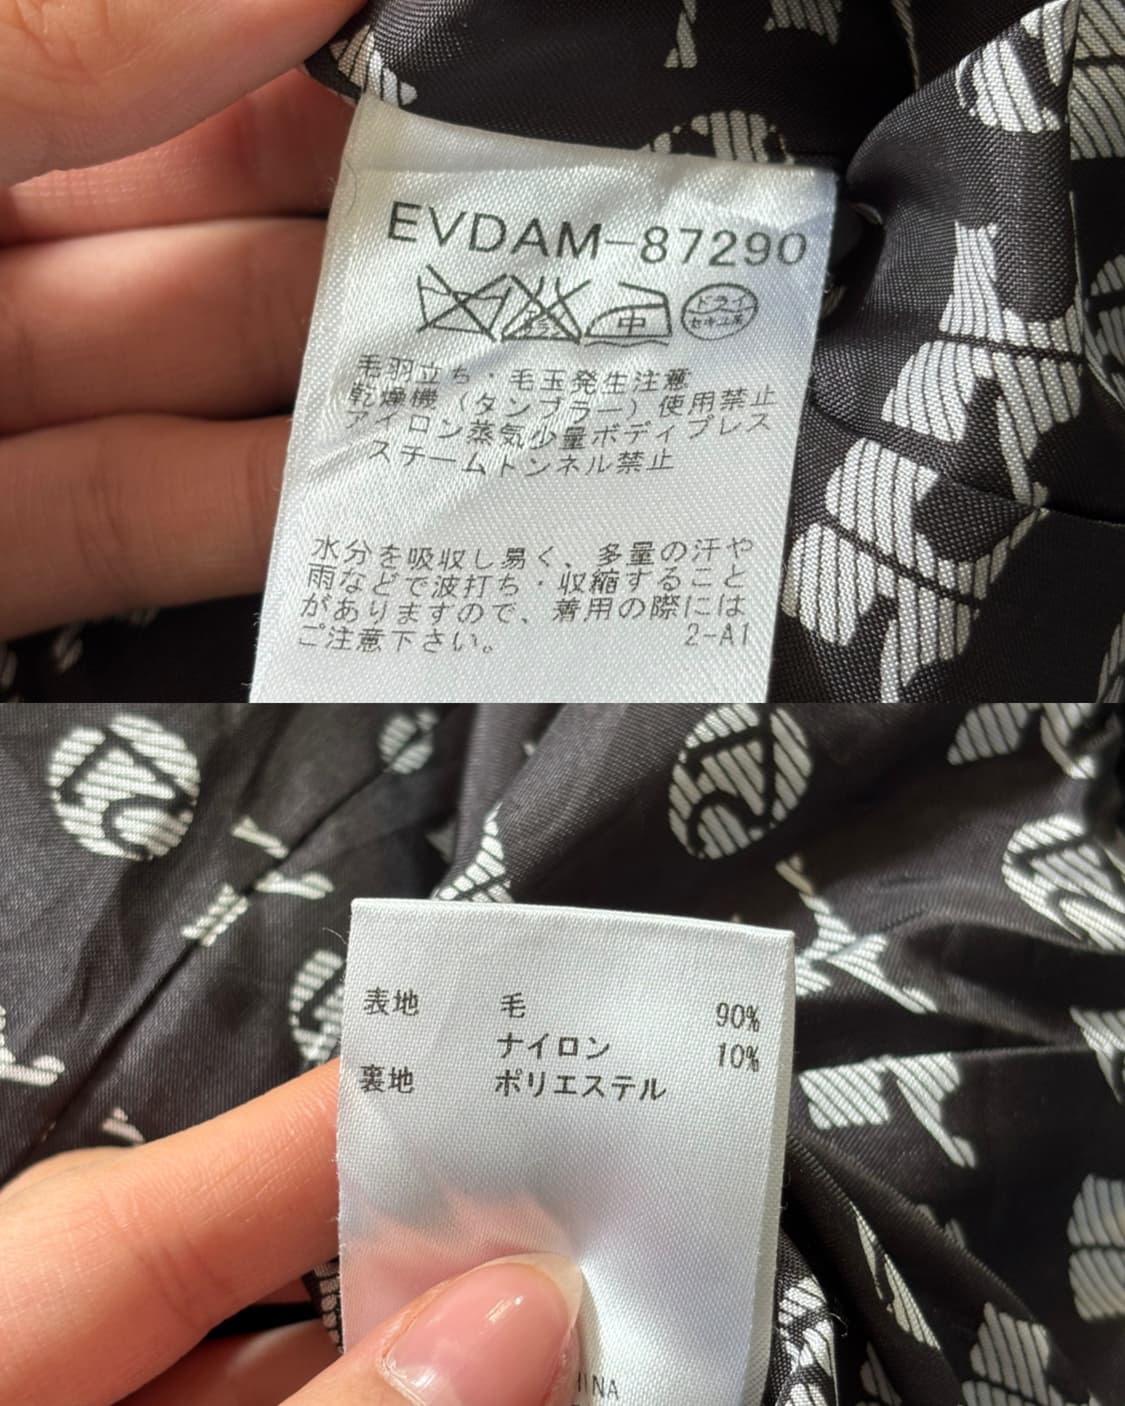 EVDAM-87290
中
ドライ
セキユ系
毛羽立ち・毛玉発生注意
乾燥機（タンブラー）使用禁止
アイロン蒸気少量ボディプレス
スチームトンネル禁止
水分を吸収し易く、多量の汗や
雨などで波打ち・収縮すること
がありますので、着用の際には
ご注意下さい。 2-A1
表地 毛 90%
ナイロン 10%
裏地 ポリエステル